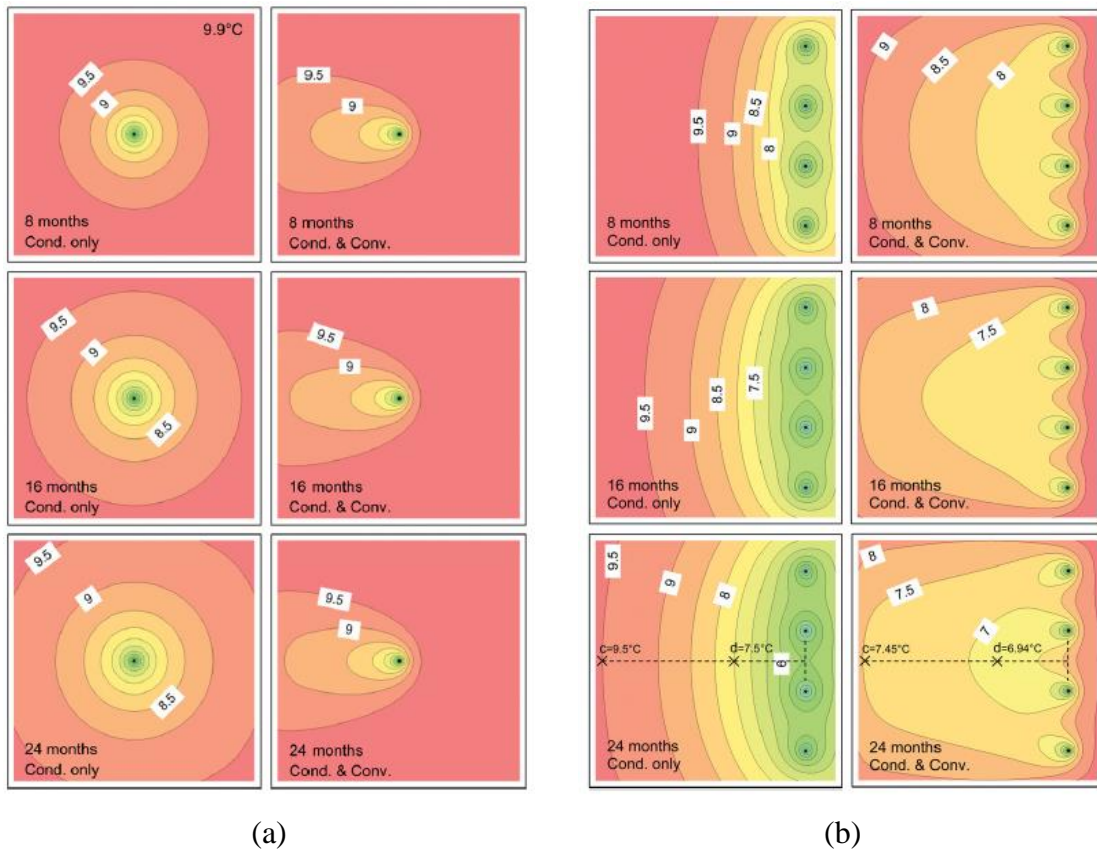 9.9°C
9.5
9
8 months
Cond. only
9.5
9
8 months
Cond. & Conv.
9.5
9
8.5
16 months
Cond. only
9.5
9
16 months
Cond. & Conv.
9.5
9
8.5
24 months
Cond. only
9.5
9
24 months
Cond. & Conv.
(a)
9.5
9
8.5
8
8 months
Cond. only
9
8.5
8
8 months
Cond. & Conv.
9.5
9
8.5
7.5
16 months
Cond. only
8
7.5
16 months
Cond. & Conv.
9.5
9
8
c=9.5°C
d=7.5°C
6
24 months
Cond. only
8
7.5
7
c=7.45°C
d=6.94°C
24 months
Cond. & Conv.
(b)